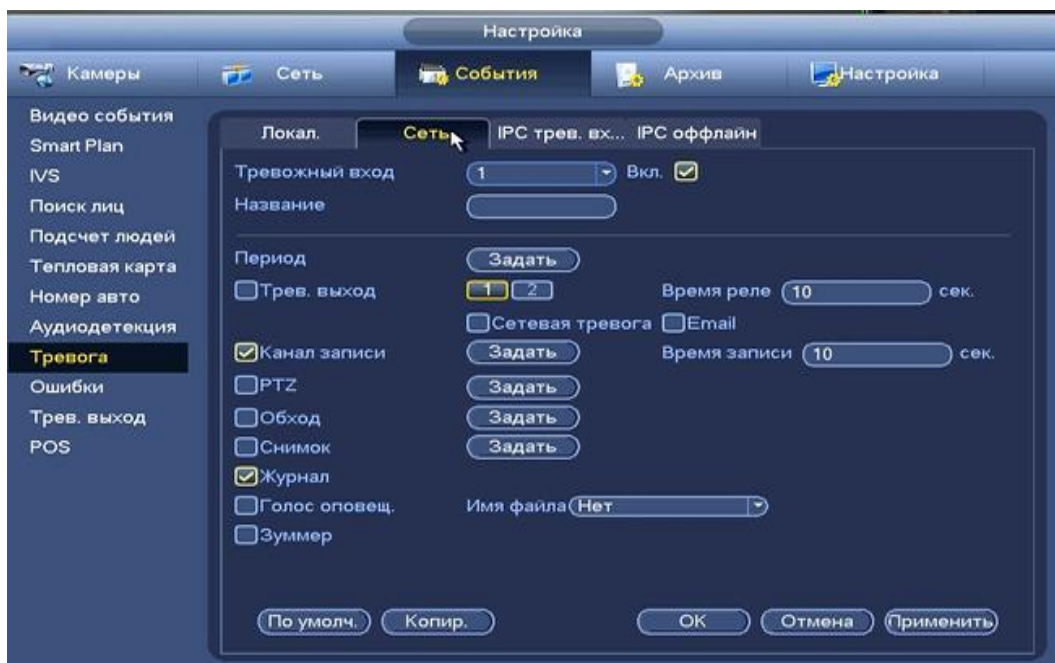 Настройка
Камеры Сеть События Архив Настройка
Видео события
Smart Plan
IVS
Поиск лиц
Подсчет людей
Тепловая карта
Номер авто
Аудиодетекция
Тревога
Ошибки
Трев. выход
POS
Локал. Сеть IPC трев. вх... IPC оффлайн
Тревожный вход 1 Вкл.
Название
Период Задать
Трев. выход 1 2 Время реле 10 сек.
Сетевая тревога Email
Канал записи Задать Время записи 10 сек.
PTZ Задать
Обход Задать
Снимок Задать
Журнал
Голос оповещ. Имя файла Нет
Зуммер
По умолч. Копир. OK Отмена Применить